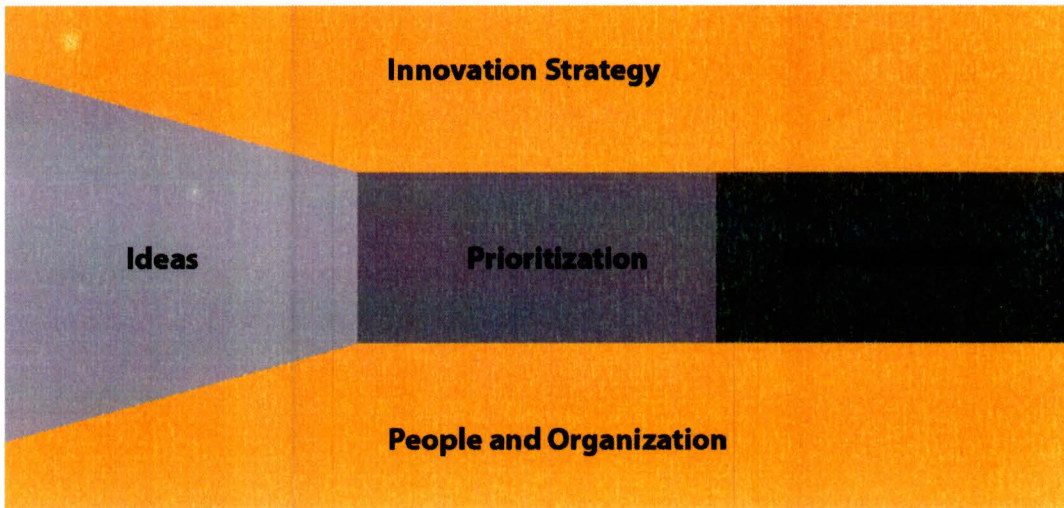 Innovation Strategy
Ideas
Prioritization
People and Organization